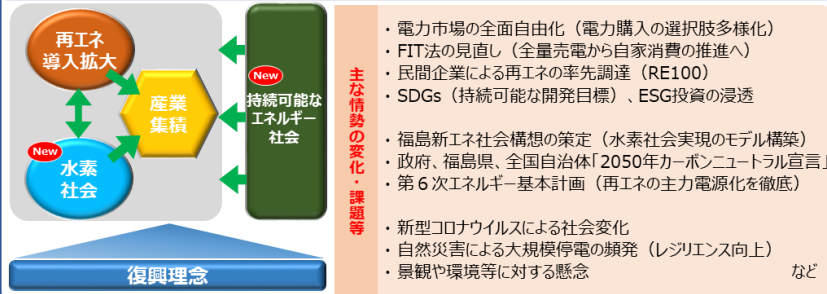 再エネ
導入拡大
産業
集積
New
水素
社会
New
持続可能な
エネルギー
社会
復興理念
主な情勢の変化・課題等
・電力市場の全面自由化（電力購入の選択肢多様化）
・FIT法の見直し（全量売電から自家消費の推進へ）
・民間企業による再エネの率先調達（RE100）
・SDGs（持続可能な開発目標）、ESG投資の浸透
・福島新エネ社会構想の策定（水素社会実現のモデル構築）
・政府、福島県、全国自治体「2050年カーボンニュートラル宣言」
・第６次エネルギー基本計画（再エネの主力電源化を徹底）
・新型コロナウイルスによる社会変化
・自然災害による大規模停電の頻発（レジリエンス向上）
・景観や環境等に対する懸念 など